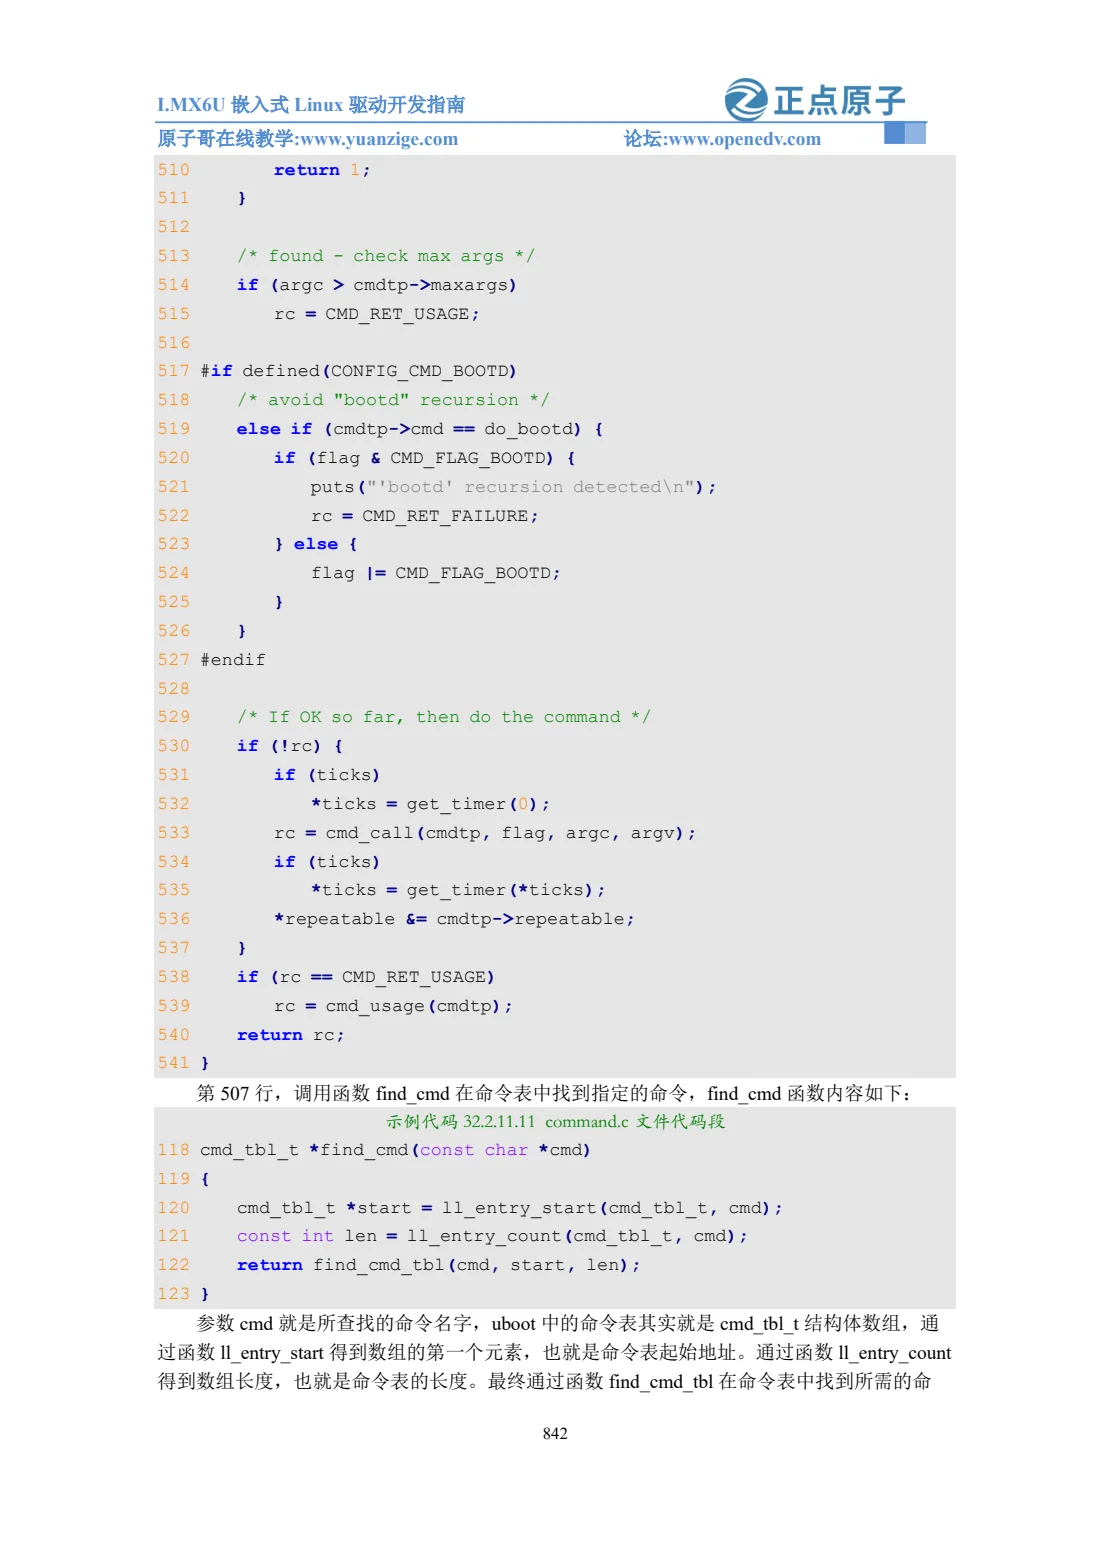 I.MX6U 嵌入式 Linux 驱动开发指南
正点原子
原子哥在线教学:www.yuanzige.com 论坛:www.openedv.com
510         return 1;
511     }
512
513     /* found - check max args */
514     if (argc > cmdtp->maxargs)
515         rc = CMD_RET_USAGE;
516
517 #if defined(CONFIG_CMD_BOOTD)
518     /* avoid "bootd" recursion */
519     else if (cmdtp->cmd == do_bootd) {
520         if (flag & CMD_FLAG_BOOTD) {
521             puts("'bootd' recursion detected\n");
522             rc = CMD_RET_FAILURE;
523         } else {
524             flag |= CMD_FLAG_BOOTD;
525         }
526     }
527 #endif
528
529     /* If OK so far, then do the command */
530     if (!rc) {
531         if (ticks)
532             *ticks = get_timer(0);
533         rc = cmd_call(cmdtp, flag, argc, argv);
534         if (ticks)
535             *ticks = get_timer(*ticks);
536         *repeatable &= cmdtp->repeatable;
537     }
538     if (rc == CMD_RET_USAGE)
539         rc = cmd_usage(cmdtp);
540     return rc;
541 }
第 507 行，调用函数 find_cmd 在命令表中找到指定的命令，find_cmd 函数内容如下：
示例代码 32.2.11.11 command.c 文件代码段
118 cmd_tbl_t *find_cmd(const char *cmd)
119 {
120     cmd_tbl_t *start = ll_entry_start(cmd_tbl_t, cmd);
121     const int len = ll_entry_count(cmd_tbl_t, cmd);
122     return find_cmd_tbl(cmd, start, len);
123 }
参数 cmd 就是所查找的命令名字，uboot 中的命令表其实就是 cmd_tbl_t 结构体数组，通
过函数 ll_entry_start 得到数组的第一个元素，也就是命令表起始地址。通过函数 ll_entry_count
得到数组长度，也就是命令表的长度。最终通过函数 find_cmd_tbl 在命令表中找到所需的命
842